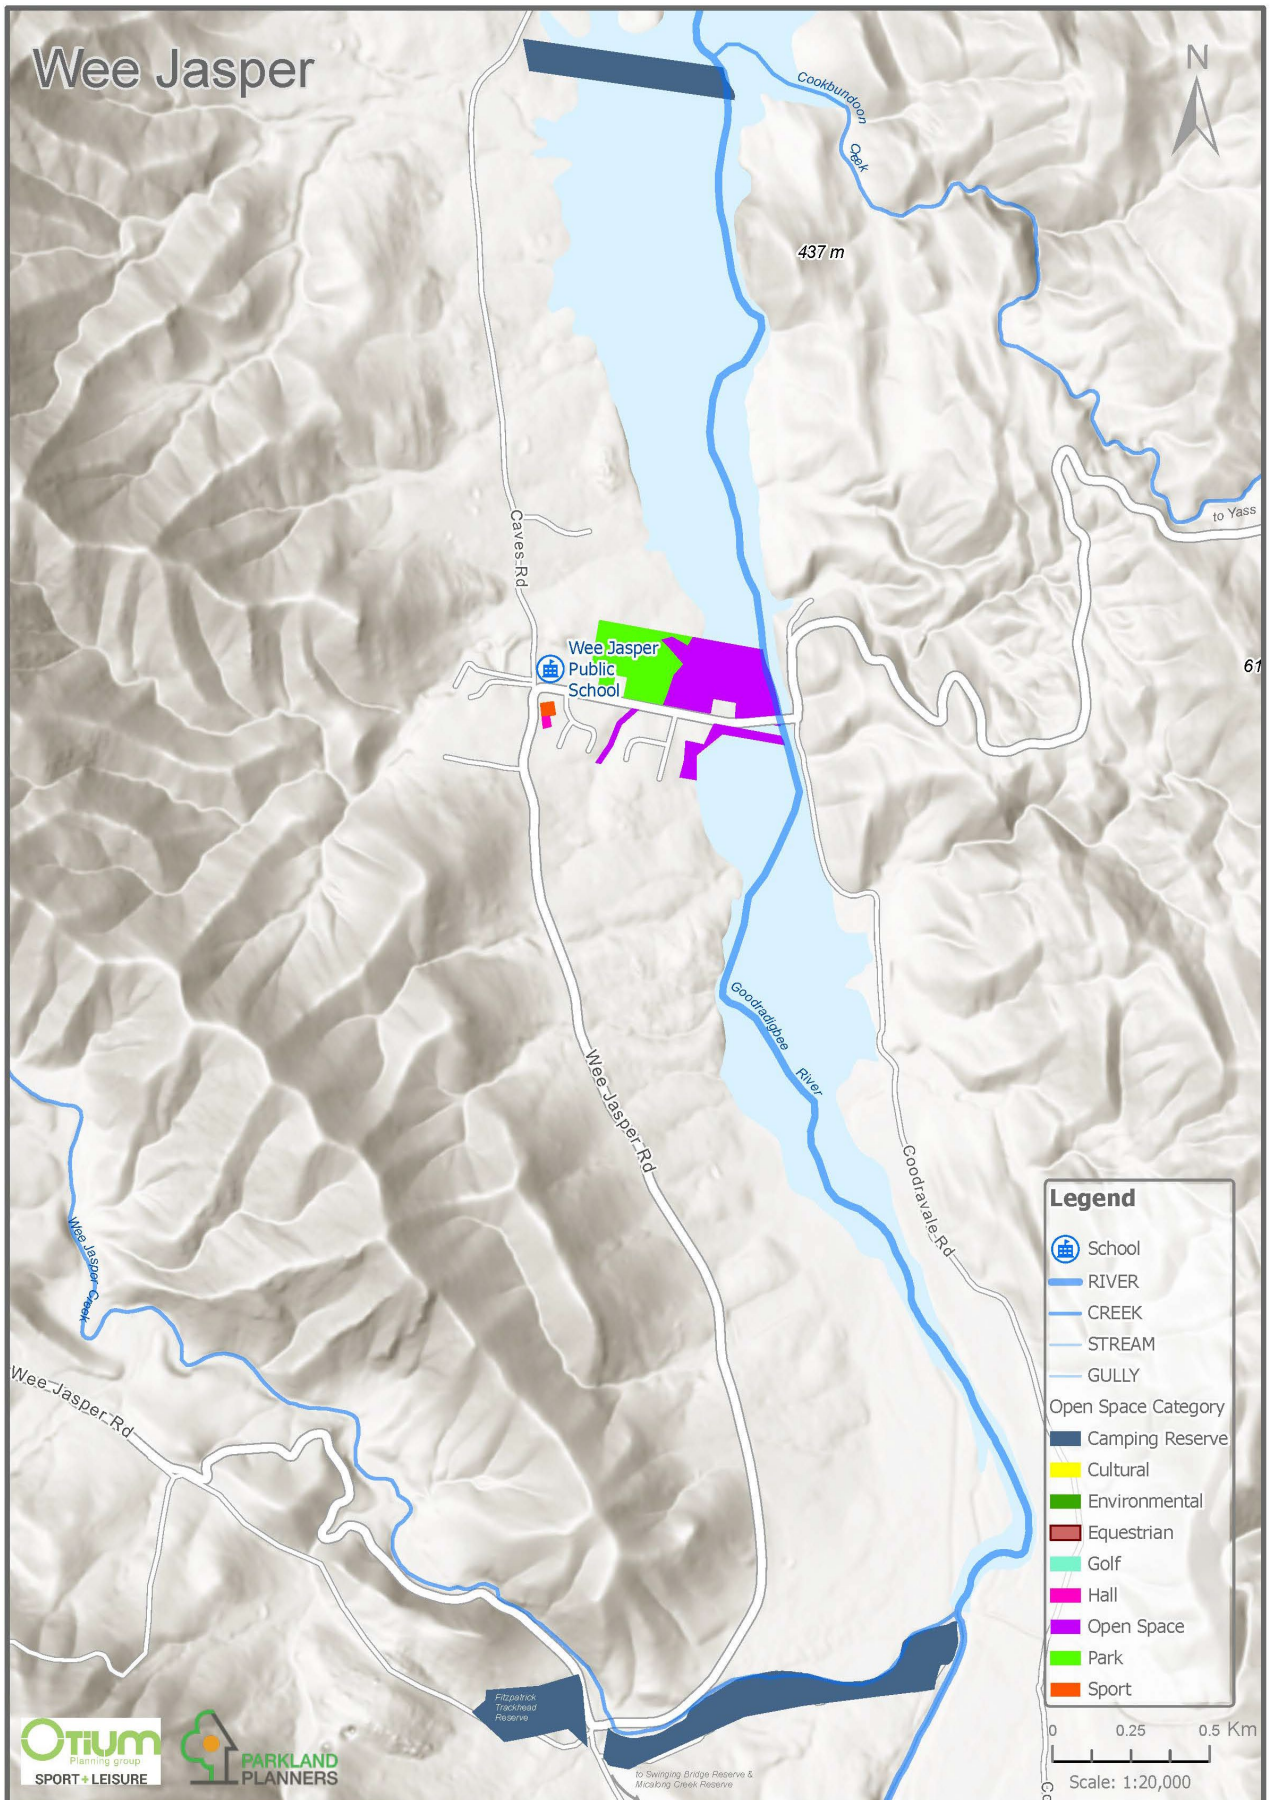 Wee Jasper
N
Cookbundoon
Creek
437 m
to Yass
Caves Rd
Wee Jasper
Public
School
61
Goodradigbee
River
Wee Jasper Rd
Coodravale Rd
Wee Jasper Creek
Wee Jasper Rd
Legend
School
RIVER
CREEK
STREAM
GULLY
Open Space Category
Camping Reserve
Cultural
Environmental
Equestrian
Golf
Hall
Open Space
Park
Sport
Fitzpatrick
Trackhead
Reserve
to Swinging Bridge Reserve &
Micalong Creek Reserve
OTiUM
Planning group
SPORT + LEISURE
PARKLAND
PLANNERS
0 0.25 0.5 Km
Scale: 1:20,000
Co